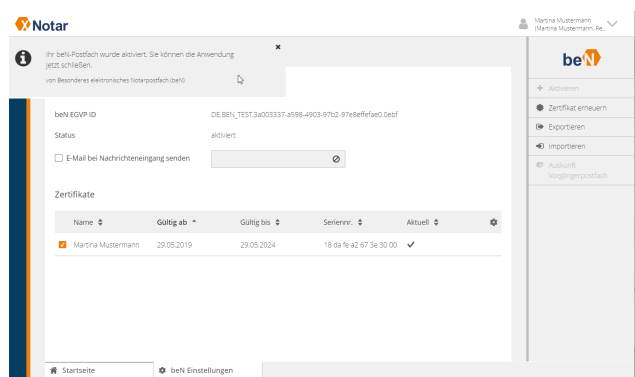 XNotar
Martina Mustermann
(Martina Mustermann, Re...
Ihr beN-Postfach wurde aktiviert. Sie können die Anwendung
jetzt schließen.
von Besonderes elektronisches Notarpostfach (beN)
beN
Aktivieren
Zertifikat erneuern
Exportieren
Importieren
Auskunft
Vorgängerpostfach
beN EGVP ID DE.BEN_TEST.3a003337-a598-4903-97b2-97e8effefae0.0ebf
Status aktiviert
E-Mail bei Nachrichteneingang senden
Zertifikate
Name Gültig ab Gültig bis Seriennr. Aktuell
Martina Mustermann 29.05.2019 29.05.2024 18 da fe a2 67 3e 30 00
Startseite beN Einstellungen